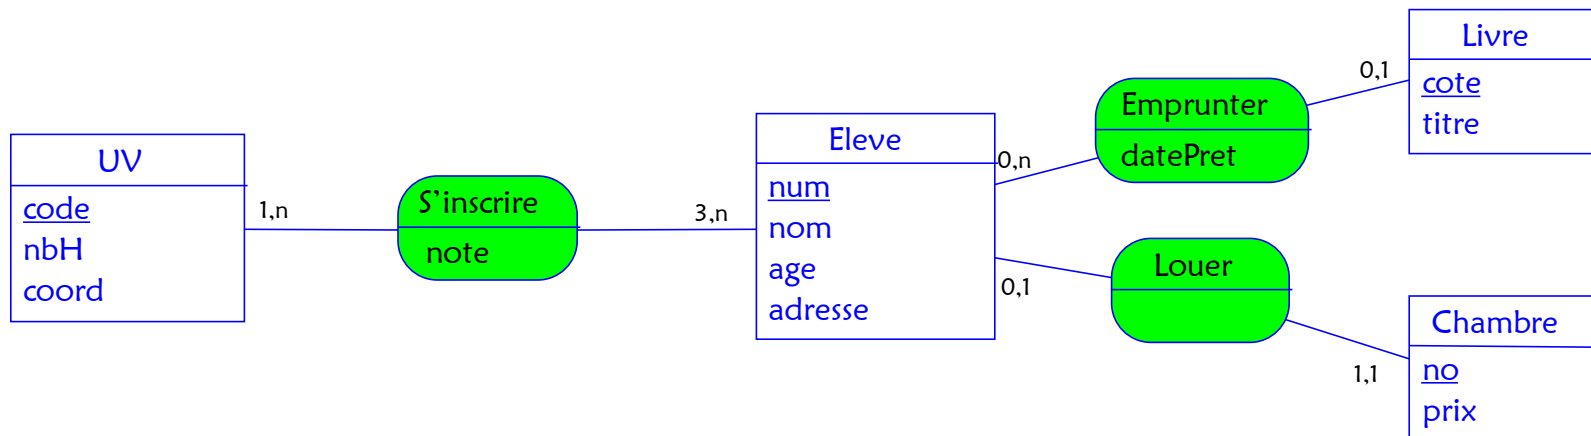 UV
code
nbH
coord
1,n
S'inscrire
note
3,n
Eleve
num
nom
age
adresse
0,n
Emprunter
datePret
0,1
Livre
cote
titre
0,1
Louer
1,1
Chambre
no
prix